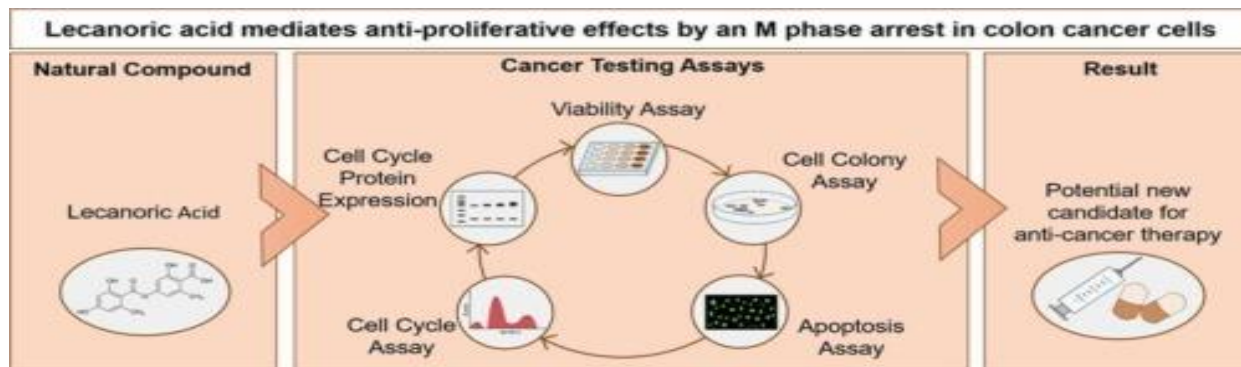 Lecanoric acid mediates anti-proliferative effects by an M phase arrest in colon cancer cells
Natural Compound
Lecanoric Acid
Cancer Testing Assays
Viability Assay
Cell Colony
Assay
Apoptosis
Assay
Cell Cycle
Assay
Cell Cycle
Protein
Expression
Result
Potential new
candidate for
anti-cancer therapy